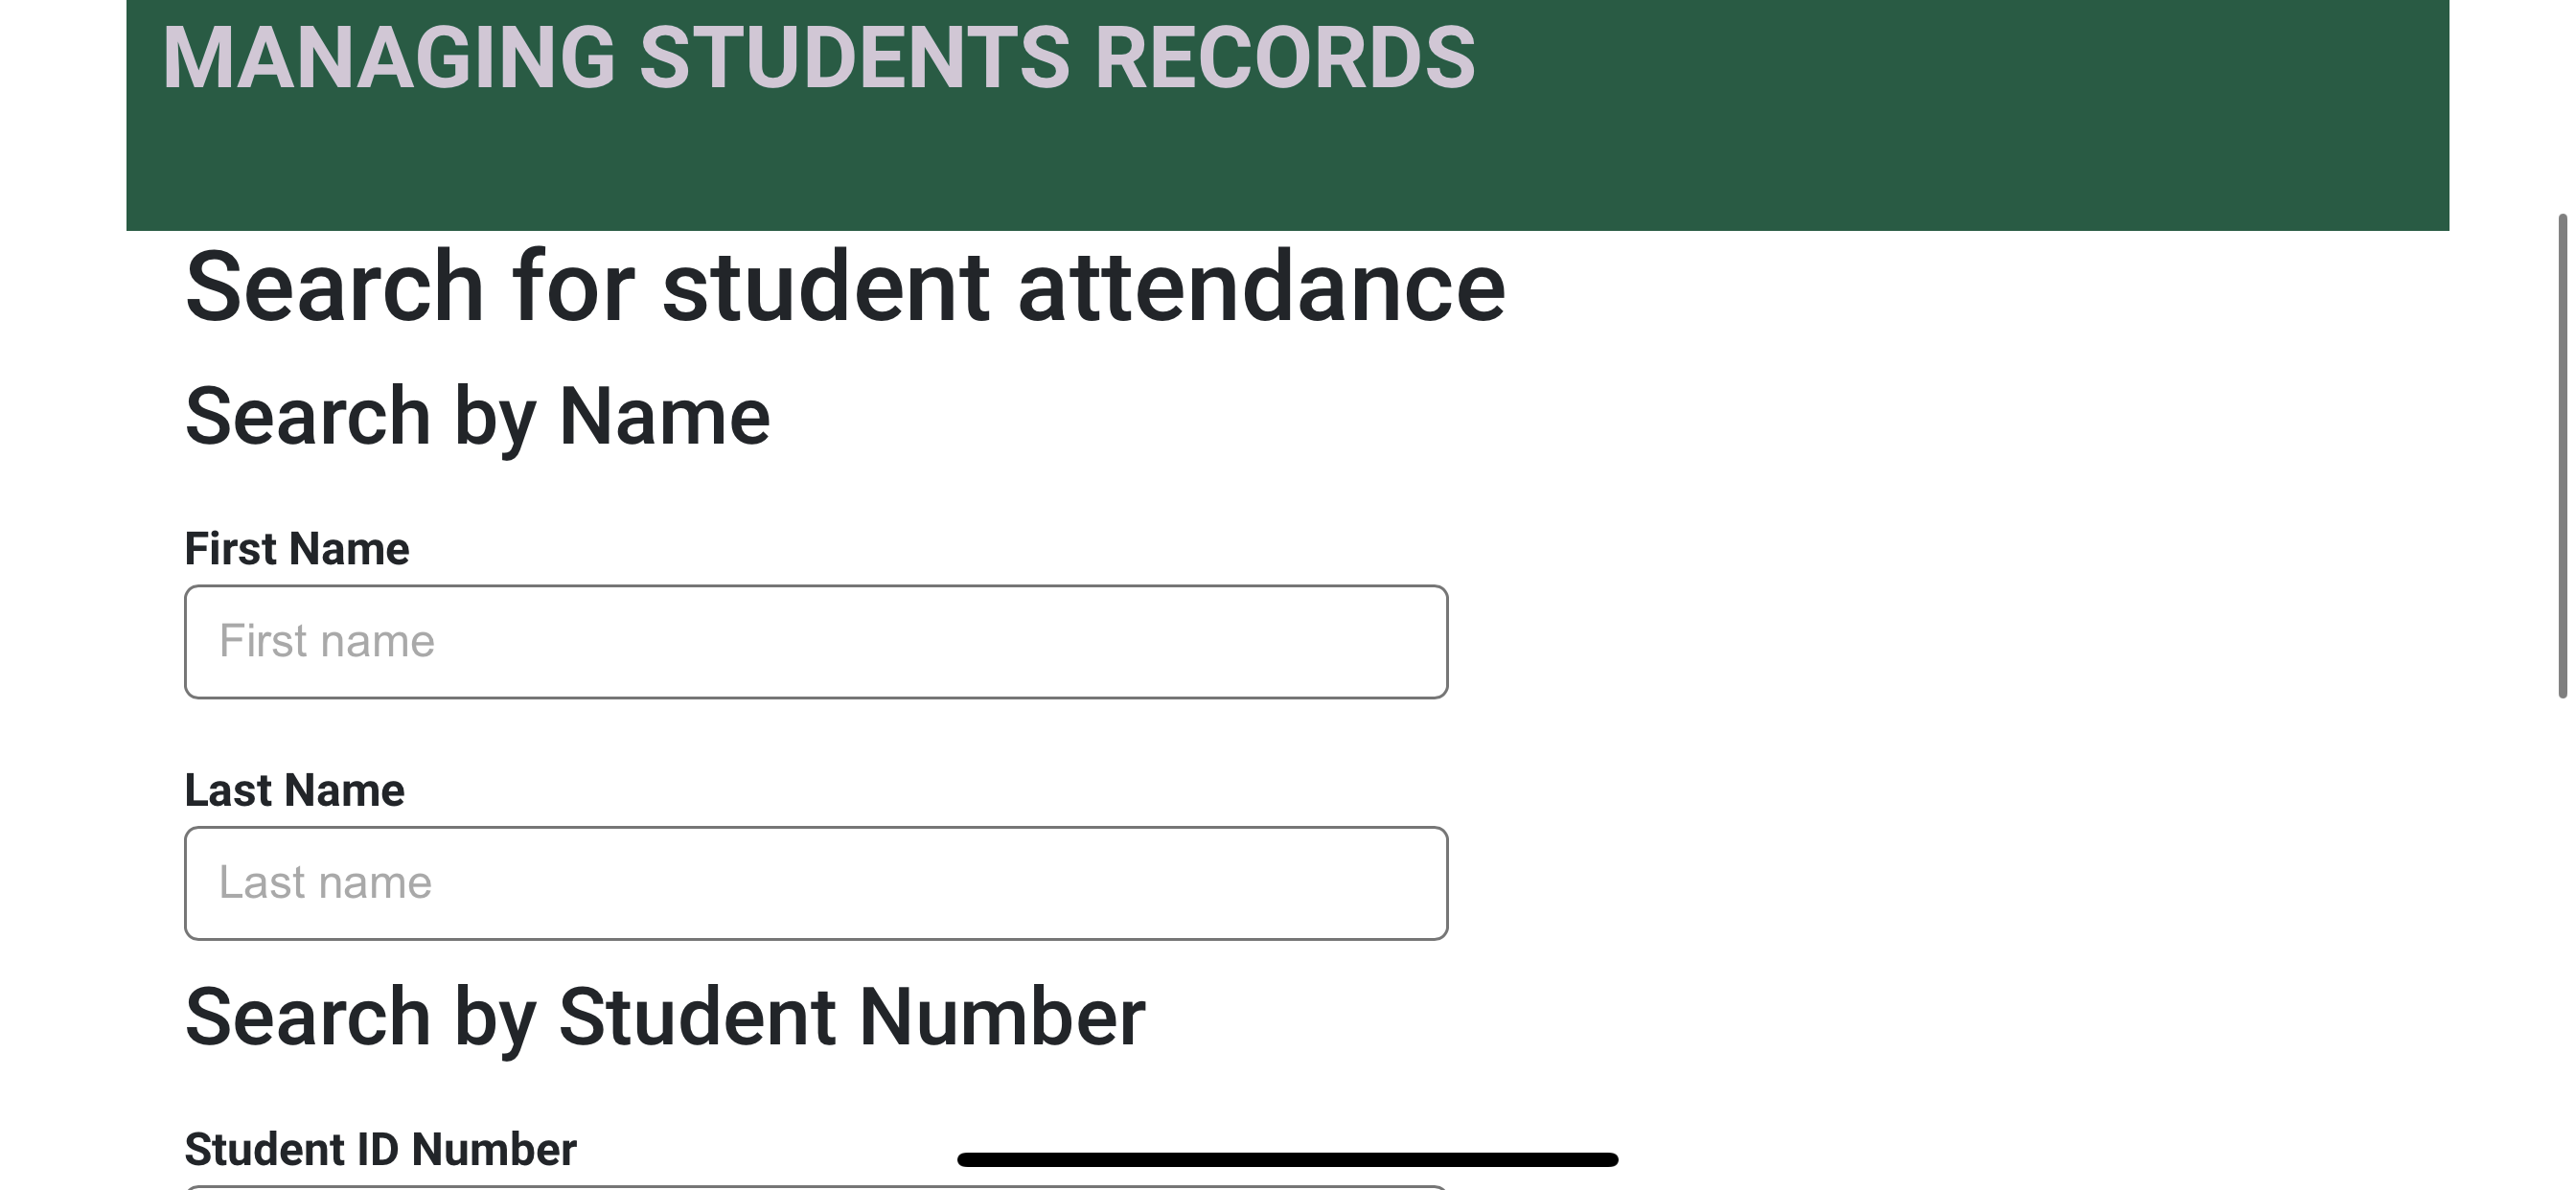 MANAGING STUDENTS RECORDS
Search for student attendance
Search by Name
First Name
First name
Last Name
Last name
Search by Student Number
Student ID Number